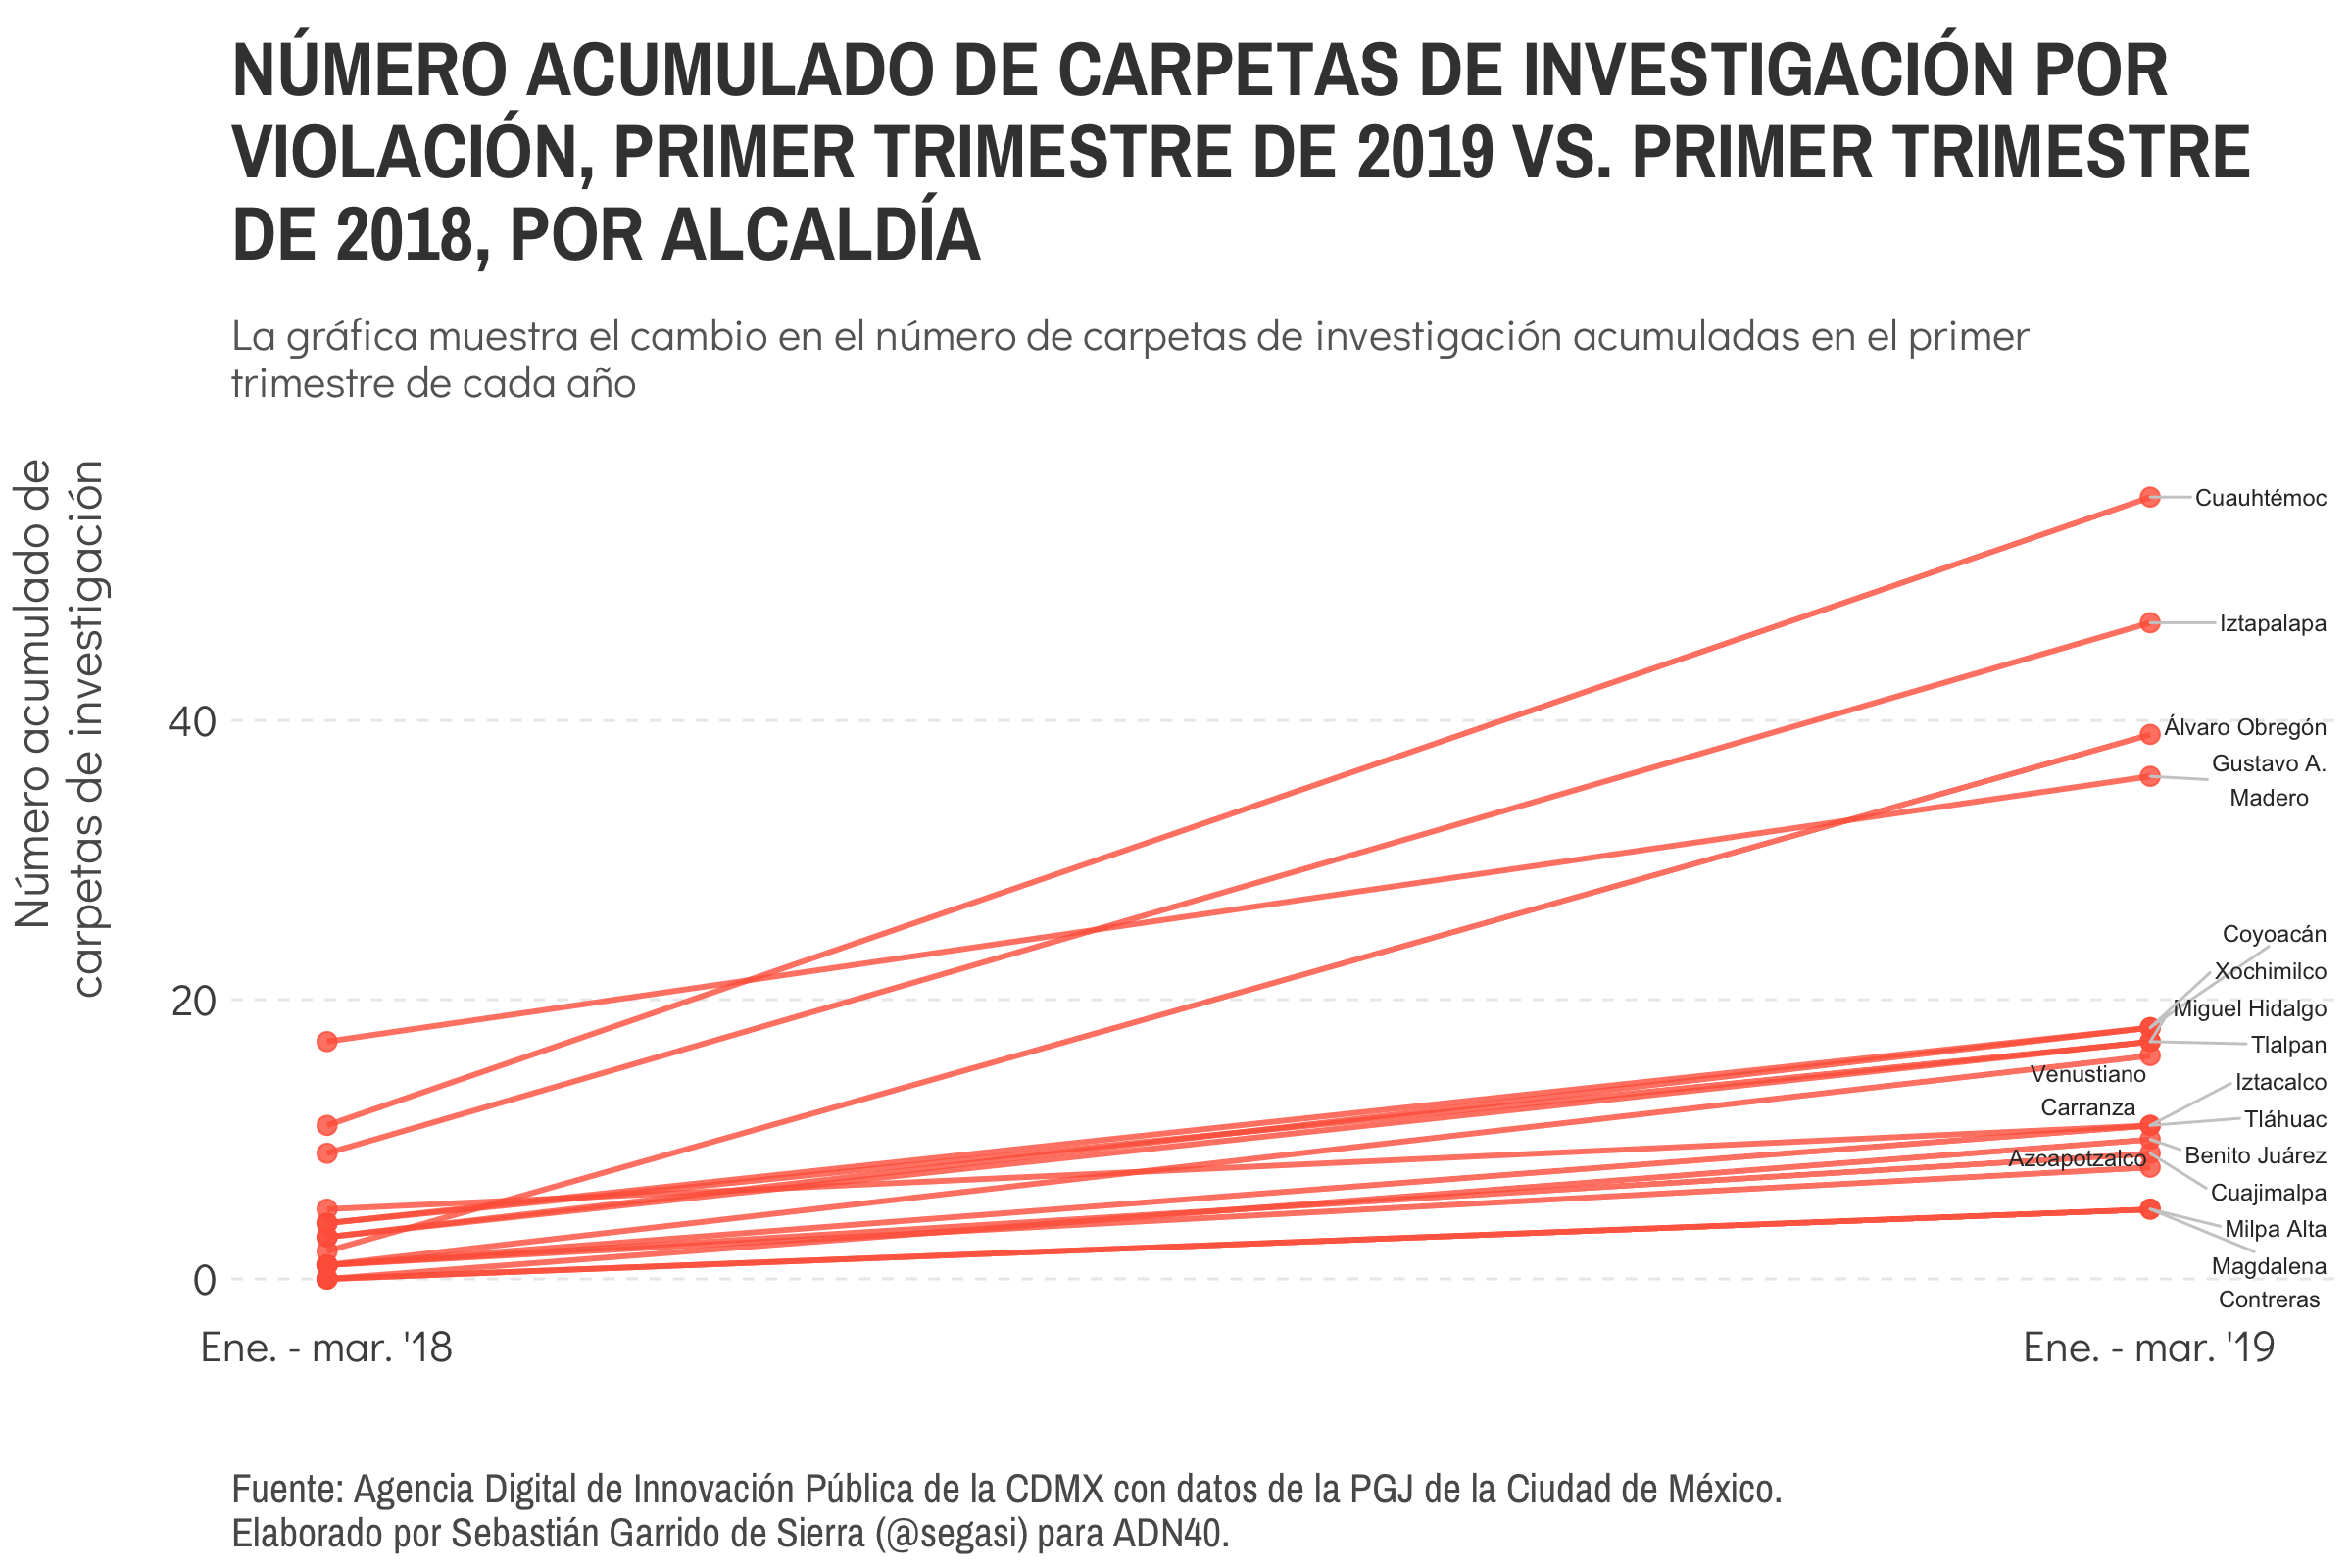 NÚMERO ACUMULADO DE CARPETAS DE INVESTIGACIÓN POR
VIOLACIÓN, PRIMER TRIMESTRE DE 2019 VS. PRIMER TRIMESTRE
DE 2018, POR ALCALDÍA
La gráfica muestra el cambio en el número de carpetas de investigación acumuladas en el primer
trimestre de cada año
Número acumulado de
carpetas de investigación
40
20
0
Cuauhtémoc
Iztapalapa
Álvaro Obregón
Gustavo A.
Madero
Coyoacán
Xochimilco
Miguel Hidalgo
Tlalpan
Venustiano
Carranza
Iztacalco
Tláhuac
Benito Juárez
Azcapotzalco
Cuajimalpa
Milpa Alta
Magdalena
Contreras
Ene. - mar. '18
Ene. - mar. '19
Fuente: Agencia Digital de Innovación Pública de la CDMX con datos de la PGJ de la Ciudad de México.
Elaborado por Sebastián Garrido de Sierra (@segasi) para ADN40.